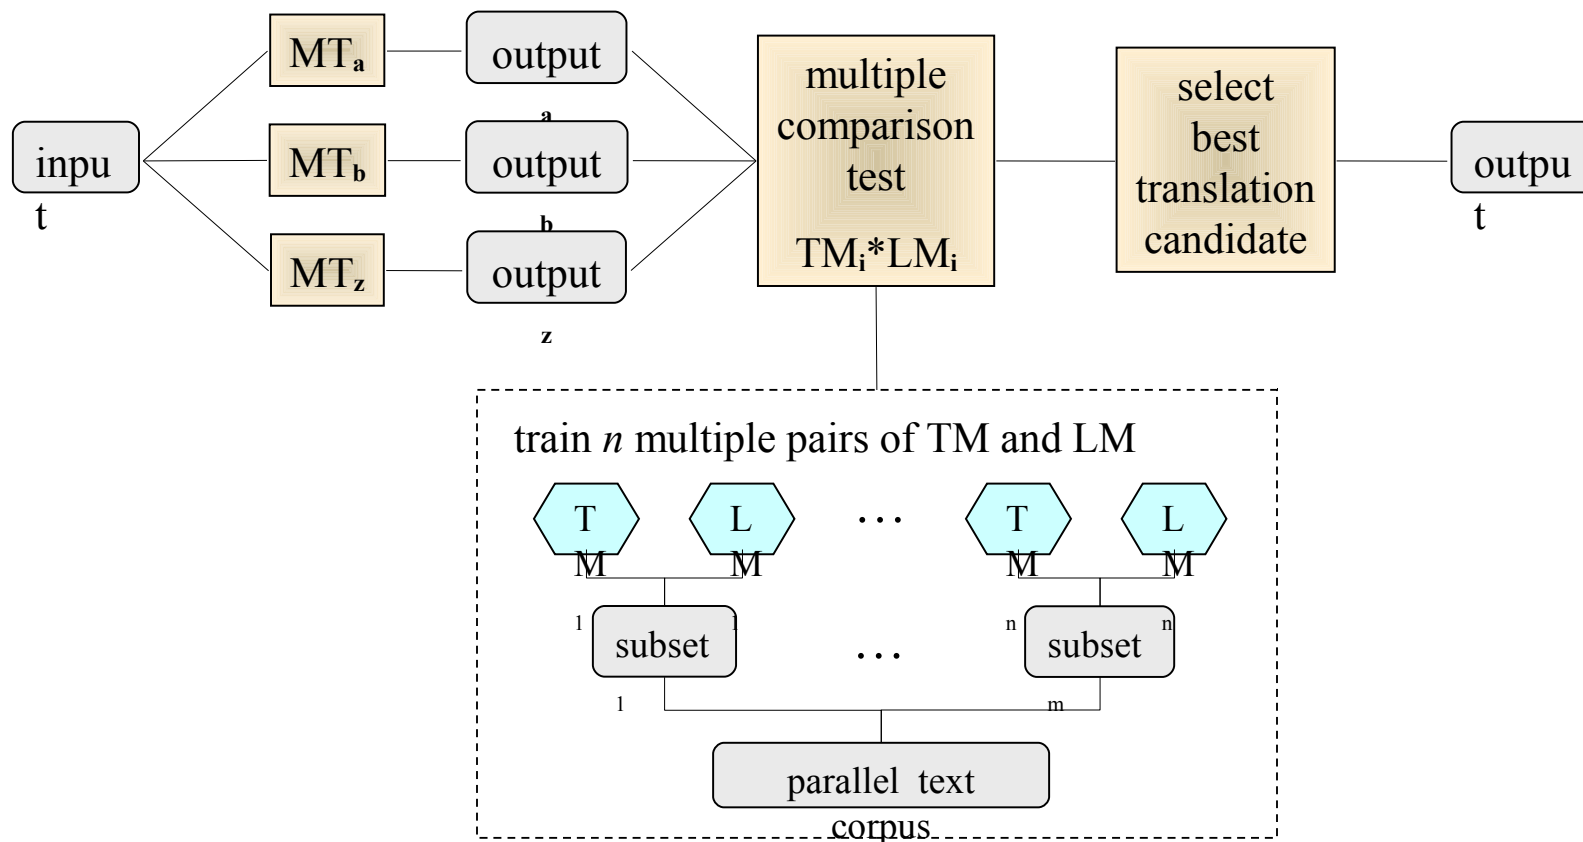 MTa
output
a
multiple
comparison
test
TMi*LMi
select
best
translation
candidate
inpu
t
MTb
output
b
outpu
t
MTz
output
z
train n multiple pairs of TM and LM
T
M
1
L
M
1
...
T
M
n
L
M
n
subset
1
...
subset
m
parallel text
corpus